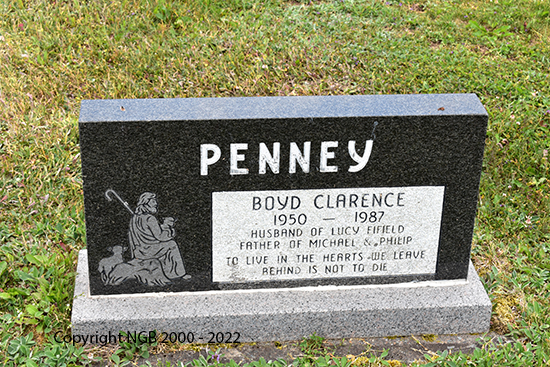 PENNEY
BOYD CLARENCE
1950 — 1987
HUSBAND OF LUCY FIFIELD
FATHER OF MICHAEL & PHILIP
TO LIVE IN THE HEARTS WE LEAVE
BEHIND IS NOT TO DIE
Copyright NGB 2000 - 2022